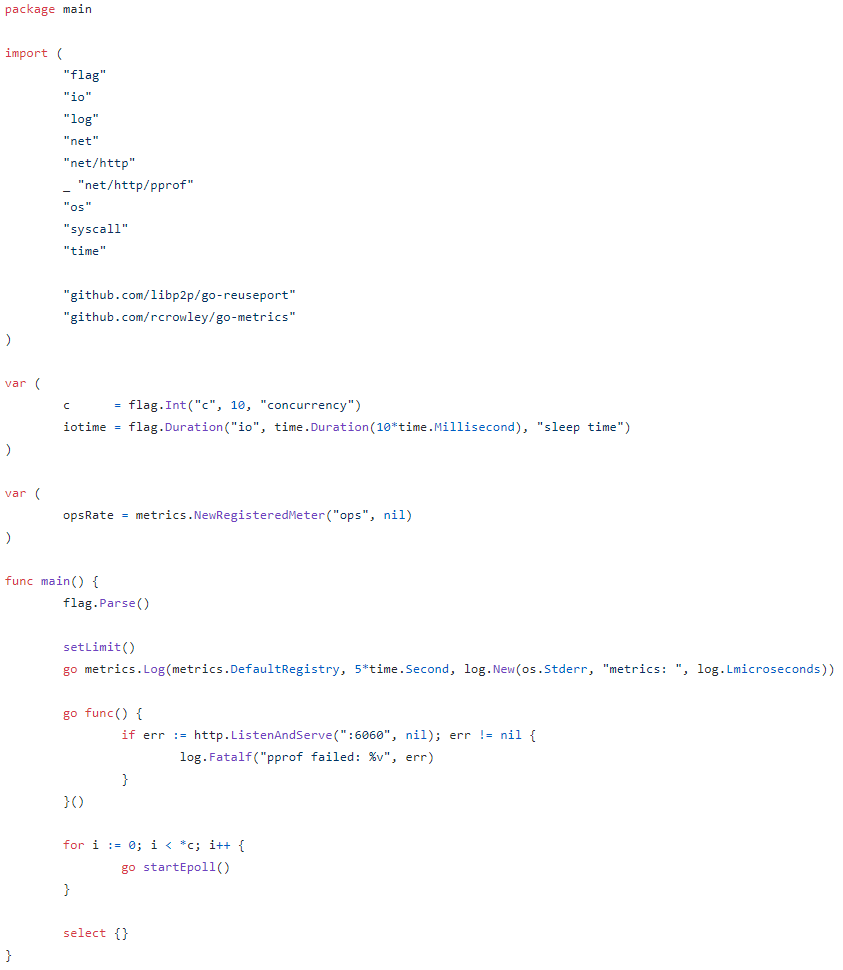 package main
import (
"flag"
"io"
"log"
"net"
"net/http"
_ "net/http/pprof"
"os"
"syscall"
"time"
"github.com/libp2p/go-reuseport"
"github.com/rcrowley/go-metrics"
)
var (
c      = flag.Int("c", 10, "concurrency")
iotime = flag.Duration("io", time.Duration(10*time.Millisecond), "sleep time")
)
var (
opsRate = metrics.NewRegisteredMeter("ops", nil)
)
func main() {
flag.Parse()
setLimit()
go metrics.Log(metrics.DefaultRegistry, 5*time.Second, log.New(os.Stderr, "metrics: ", log.Lmicroseconds))
go func() {
if err := http.ListenAndServe(":6060", nil); err != nil {
log.Fatalf("pprof failed: %v", err)
}
}()
for i := 0; i < *c; i++ {
go startEpoll()
}
select {}
}